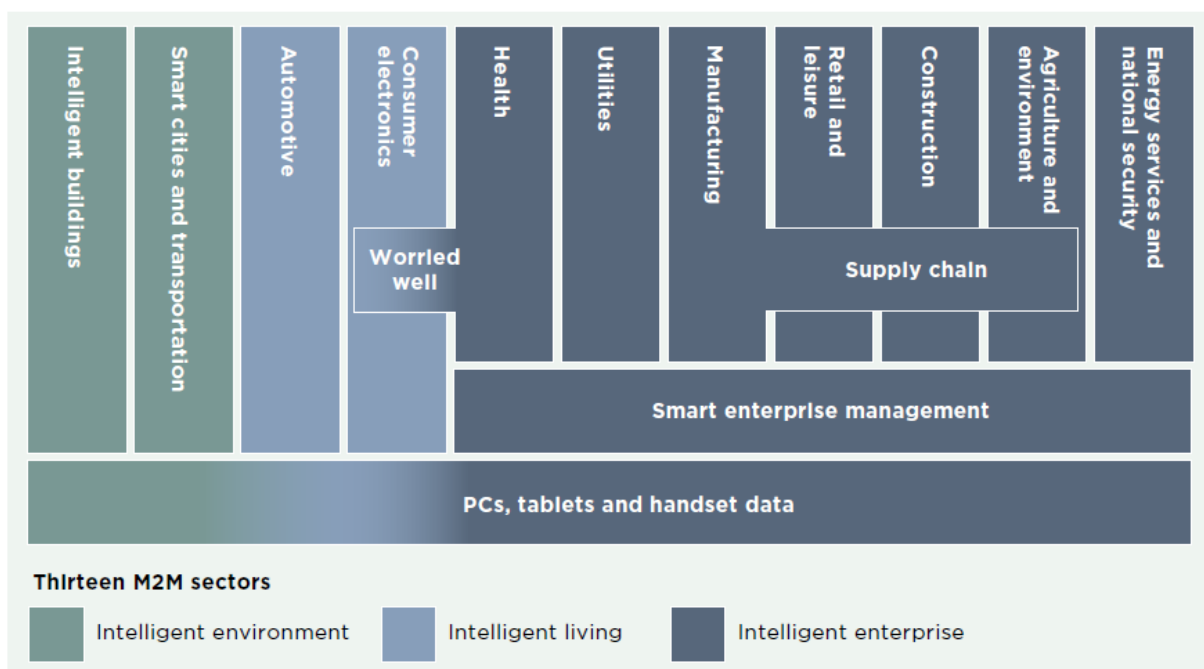 Intelligent buildings
Smart cities and transportation
Automotive
Consumer
electronics
Health
Utilities
Manufacturing
Retail and
leisure
Construction
Agriculture and
environment
Energy services and
national security
Worried
well
Supply chain
Smart enterprise management
PCs, tablets and handset data
Thirteen M2M sectors
Intelligent environment
Intelligent living
Intelligent enterprise